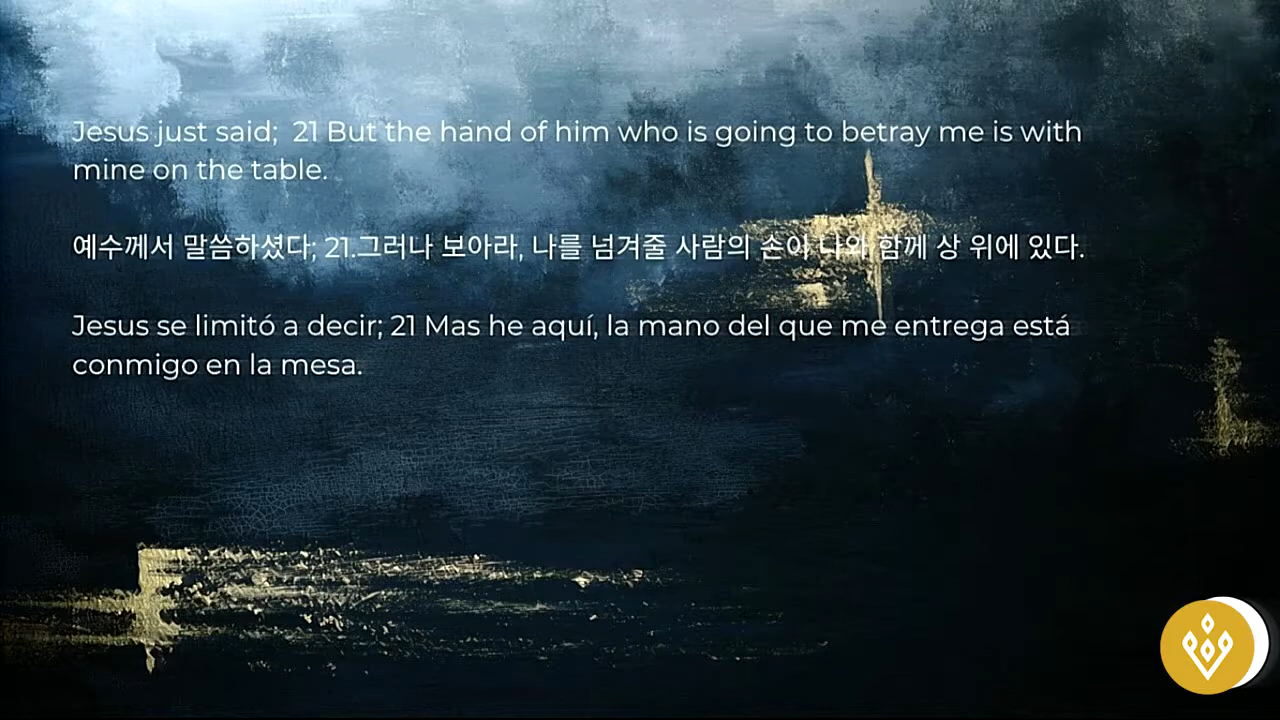 Jesus just said;  21 But the hand of him who is going to betray me is with
mine on the table.
예수께서 말씀하셨다; 21.그러나 보아라, 나를 넘겨줄 사람의 손이 나와 함께 상 위에 있다.
Jesus se limitó a decir; 21 Mas he aquí, la mano del que me entrega está
conmigo en la mesa.